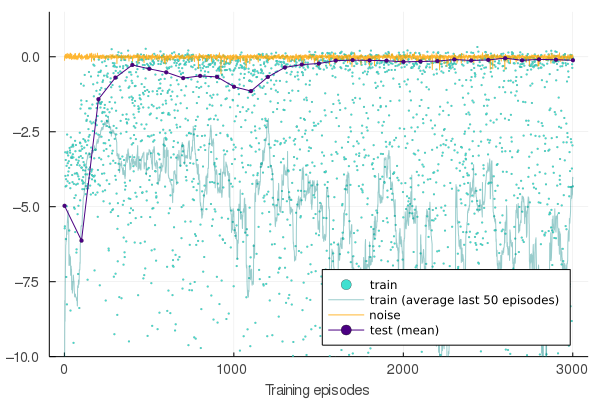 0.0
−2.5
−5.0
−7.5
−10.0
train
train (average last 50 episodes)
noise
test (mean)
0 1000 2000 3000
Training episodes